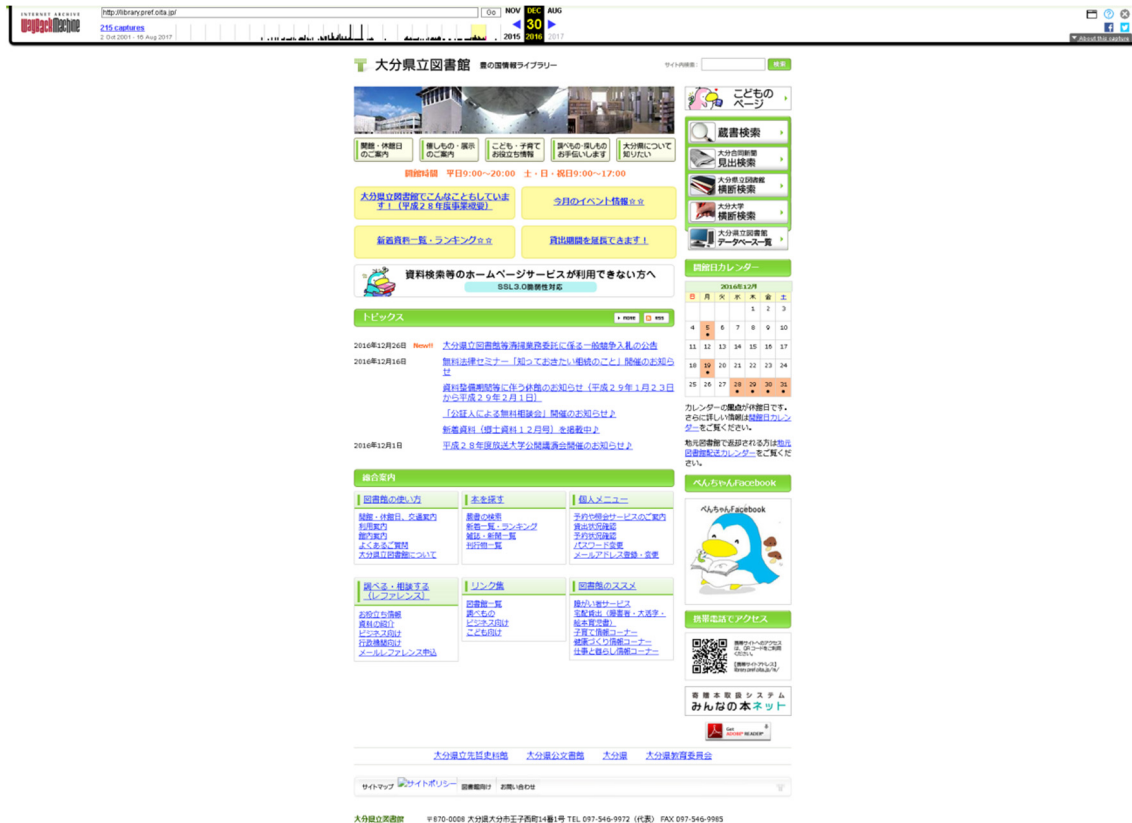 INTERNET ARCHIVE
WayBackMachine
http://library.pref.oita.jp/
Go
NOV DEC AUG
30
2015 2016 2017
215 captures
2 Oct 2001 - 16 Aug 2017
About this capture
大分県立図書館 豊の国情報ライブラリー
サイト内検索：
検索
開館・休館日
のご案内
催しもの・展示
のご案内
こども・子育て
お役立ち情報
調べもの・探しもの
お手伝いします
大分県について
知りたい
開館時間 平日9:00～20:00 土・日・祝日9:00～17:00
大分県立図書館でこんなこともしていま
す！（平成２８年度事業概要）
今月のイベント情報☆☆
新着資料一覧・ランキング☆☆
貸出期間を延長できます！
資料検索等のホームページサービスが利用できない方へ
SSL3.0脆弱性対応
トピックス
more
RSS
2016年12月26日 New!! 大分県立図書館等清掃業務委託に係る一般競争入札の公告
2016年12月16日 無料法律セミナー「知っておきたい相続のこと」開催のお知ら
せ
資料整備期間等に伴う休館のお知らせ（平成２９年１月２３日
から平成２９年２月１日）
「公証人による無料相談会」開催のお知らせ♪
新着資料（郷土資料１２月号）を掲載中♪
2016年12月1日 平成２８年度放送大学公開講演会開催のお知らせ♪
総合案内
図書館の使い方
開館・休館日、交通案内
利用案内
館内案内
よくあるご質問
大分県立図書館について
本を探す
蔵書の検索
新着一覧・ランキング
雑誌・新聞一覧
刊行物一覧
個人メニュー
予約や照会サービスのご案内
貸出状況確認
予約状況確認
パスワード変更
メールアドレス登録・変更
調べる・相談する
（レファレンス）
お役立ち情報
資料の紹介
ビジネス向け
行政機関向け
メールレファレンス申込
リンク集
図書館一覧
調べもの
ビジネス向け
こども向け
図書館のススメ
障がい者サービス
宅配貸出（障害者・大活字・
絵本育児書）
子育て情報コーナー
健康づくり情報コーナー
仕事と暮らし情報コーナー
こどもの
ページ
蔵書検索
大分合同新聞
見出検索
大分県立図書館
横断検索
大分大学
横断検索
大分県立図書館
データベース一覧
開館日カレンダー
2016年12月
日 月 火 水 木 金 土
1 2 3
4 5 6 7 8 9 10
11 12 13 14 15 16 17
18 19 20 21 22 23 24
25 26 27 28 29 30 31
カレンダーの黒点が休館日です。
さらに詳しい情報は開館日カレン
ダーをご覧ください。
地元図書館で返却される方は地元
図書館配送カレンダーをご覧くだ
さい。
ぺんちゃんFacebook
ぺんちゃんFacebook
携帯電話でアクセス
携帯サイトへのアクセス
は、QRコードをご利用
ください。
【携帯サイトアドレス】
library.pref.oita.jp/m/
寄贈本取扱システム
みんなの本ネット
Get
ADOBE® READER®
大分県立先哲史料館 大分県公文書館 大分県 大分県教育委員会
サイトマップ サイトポリシー 図書館向け お問い合わせ
大分県立図書館 〒870-0008 大分県大分市王子西町14番1号 TEL 097-546-9972（代表） FAX 097-546-9985